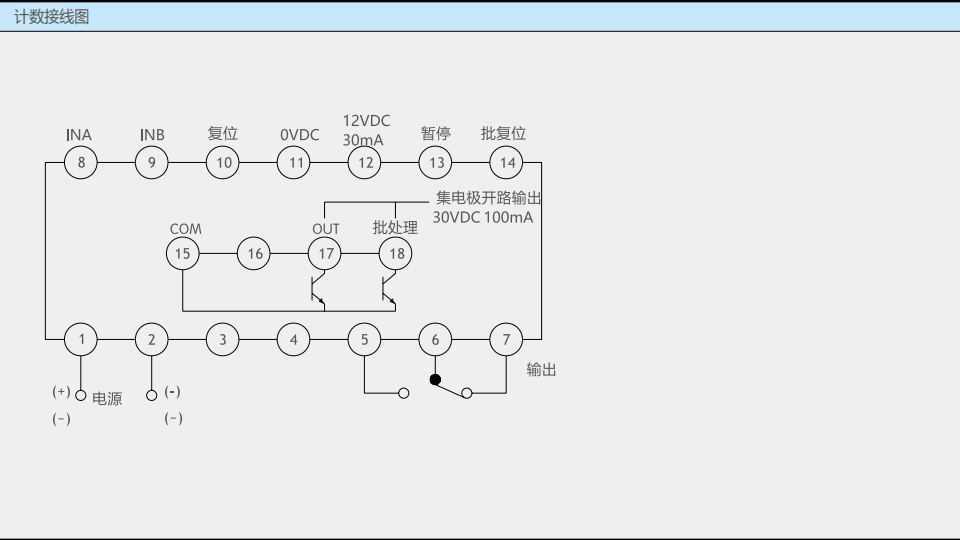 计数接线图
INA INB 复位 0VDC 12VDC 30mA 暂停 批复位
8 9 10 11 12 13 14
集电极开路输出
30VDC 100mA
COM OUT 批处理
15 16 17 18
1 2 3 4 5 6 7
输出
(+) 电源 (-)
(~) (~)